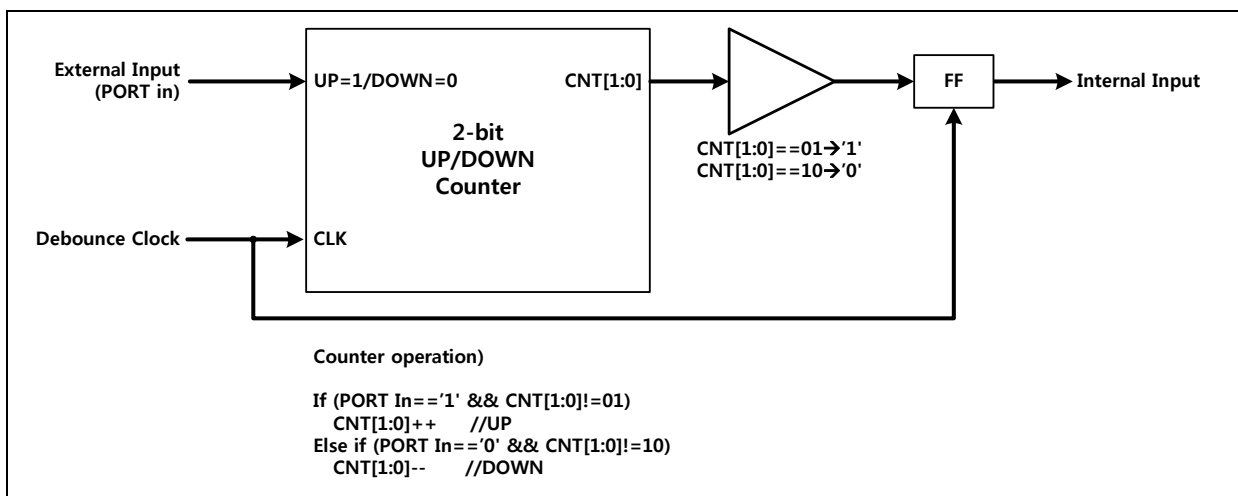 External Input
(PORT in)
UP=1/DOWN=0
CNT[1:0]
FF
Internal Input
2-bit
UP/DOWN
Counter
CNT[1:0]==01→'1'
CNT[1:0]==10→'0'
Debounce Clock
CLK
Counter operation)
If (PORT In=='1' && CNT[1:0]!=01)
CNT[1:0]++ //UP
Else if (PORT In=='0' && CNT[1:0]!=10)
CNT[1:0]-- //DOWN